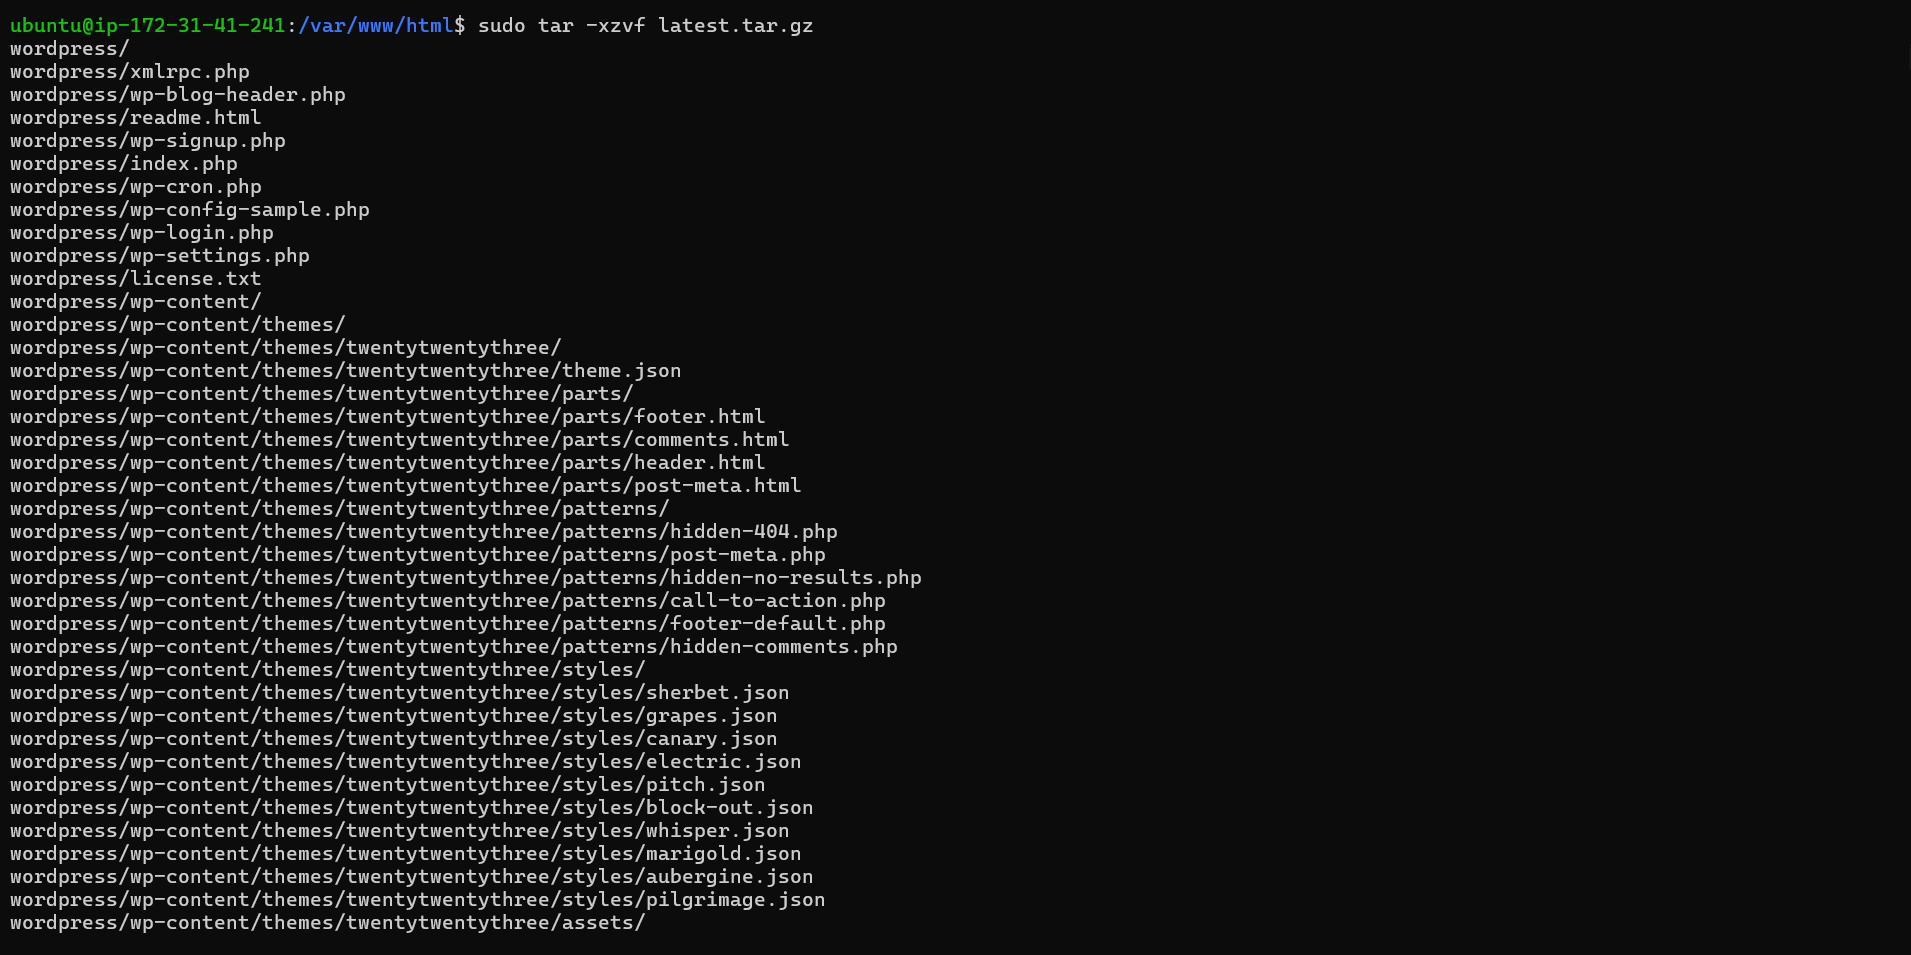 ubuntu@ip-172-31-41-241:/var/www/html$ sudo tar -xzvf latest.tar.gz
wordpress/
wordpress/xmlrpc.php
wordpress/wp-blog-header.php
wordpress/readme.html
wordpress/wp-signup.php
wordpress/index.php
wordpress/wp-cron.php
wordpress/wp-config-sample.php
wordpress/wp-login.php
wordpress/wp-settings.php
wordpress/license.txt
wordpress/wp-content/
wordpress/wp-content/themes/
wordpress/wp-content/themes/twentytwentythree/
wordpress/wp-content/themes/twentytwentythree/theme.json
wordpress/wp-content/themes/twentytwentythree/parts/
wordpress/wp-content/themes/twentytwentythree/parts/footer.html
wordpress/wp-content/themes/twentytwentythree/parts/comments.html
wordpress/wp-content/themes/twentytwentythree/parts/header.html
wordpress/wp-content/themes/twentytwentythree/parts/post-meta.html
wordpress/wp-content/themes/twentytwentythree/patterns/
wordpress/wp-content/themes/twentytwentythree/patterns/hidden-404.php
wordpress/wp-content/themes/twentytwentythree/patterns/post-meta.php
wordpress/wp-content/themes/twentytwentythree/patterns/hidden-no-results.php
wordpress/wp-content/themes/twentytwentythree/patterns/call-to-action.php
wordpress/wp-content/themes/twentytwentythree/patterns/footer-default.php
wordpress/wp-content/themes/twentytwentythree/patterns/hidden-comments.php
wordpress/wp-content/themes/twentytwentythree/styles/
wordpress/wp-content/themes/twentytwentythree/styles/sherbet.json
wordpress/wp-content/themes/twentytwentythree/styles/grapes.json
wordpress/wp-content/themes/twentytwentythree/styles/canary.json
wordpress/wp-content/themes/twentytwentythree/styles/electric.json
wordpress/wp-content/themes/twentytwentythree/styles/pitch.json
wordpress/wp-content/themes/twentytwentythree/styles/block-out.json
wordpress/wp-content/themes/twentytwentythree/styles/whisper.json
wordpress/wp-content/themes/twentytwentythree/styles/marigold.json
wordpress/wp-content/themes/twentytwentythree/styles/aubergine.json
wordpress/wp-content/themes/twentytwentythree/styles/pilgrimage.json
wordpress/wp-content/themes/twentytwentythree/assets/